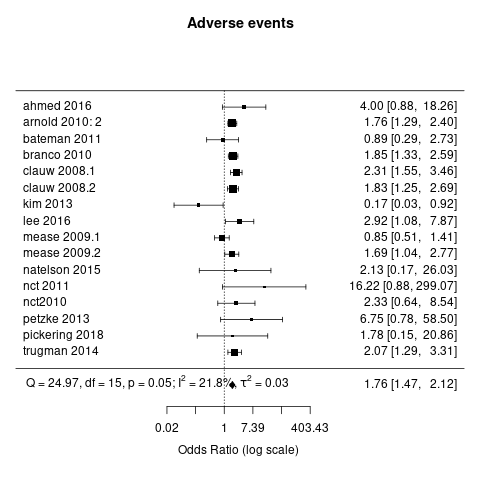 Adverse events
ahmed 2016 4.00 [0.88, 18.26]
arnold 2010: 2 1.76 [1.29, 2.40]
bateman 2011 0.89 [0.29, 2.73]
branco 2010 1.85 [1.33, 2.59]
clauw 2008.1 2.31 [1.55, 3.46]
clauw 2008.2 1.83 [1.25, 2.69]
kim 2013 0.17 [0.03, 0.92]
lee 2016 2.92 [1.08, 7.87]
mease 2009.1 0.85 [0.51, 1.41]
mease 2009.2 1.69 [1.04, 2.77]
natelson 2015 2.13 [0.17, 26.03]
nct 2011 16.22 [0.88, 299.07]
nct2010 2.33 [0.64, 8.54]
petzke 2013 6.75 [0.78, 58.50]
pickering 2018 1.78 [0.15, 20.86]
trugman 2014 2.07 [1.29, 3.31]
Q = 24.97, df = 15, p = 0.05; I² = 21.8%, τ² = 0.03 1.76 [1.47, 2.12]
0.02 1 7.39 403.43
Odds Ratio (log scale)